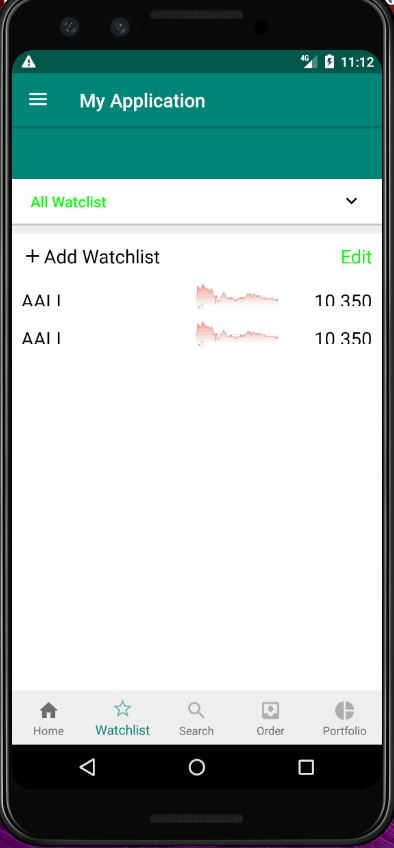 4G 11:12
My Application
All Watclist
+ Add Watchlist Edit
AALI 10.350
AALI 10.350
Home Watchlist Search Order Portfolio